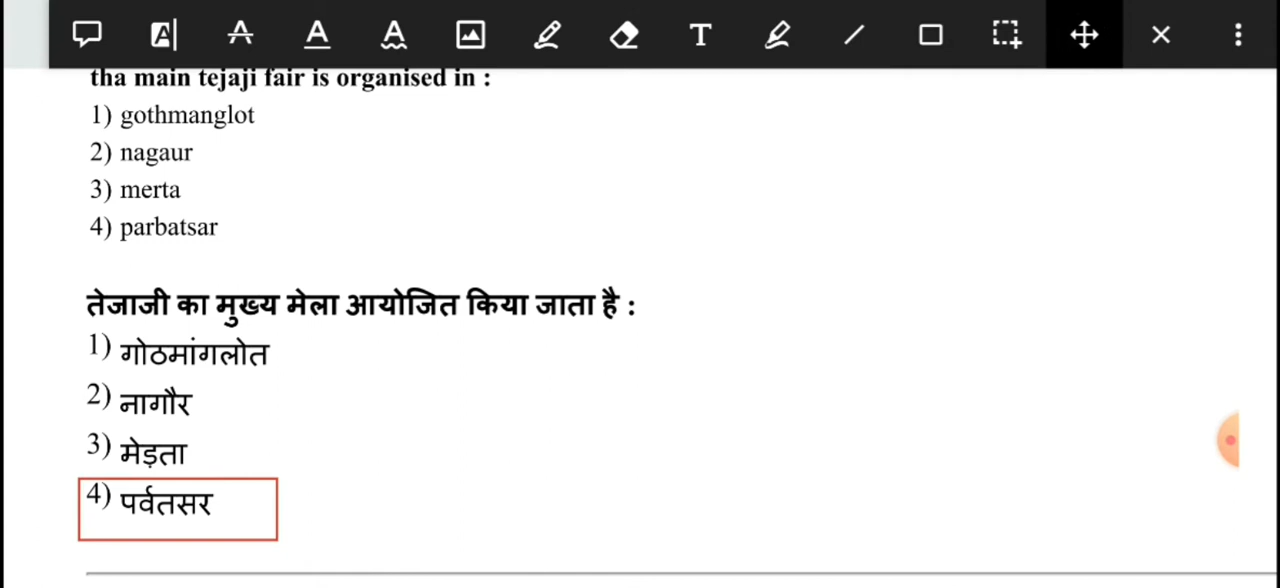 tha main tejaji fair is organised in :
1) gothmanglot
2) nagaur
3) merta
4) parbatsar
तेजाजी का मुख्य मेला आयोजित किया जाता है :
1) गोठमांगलोत
2) नागौर
3) मेड़ता
4) पर्वतसर